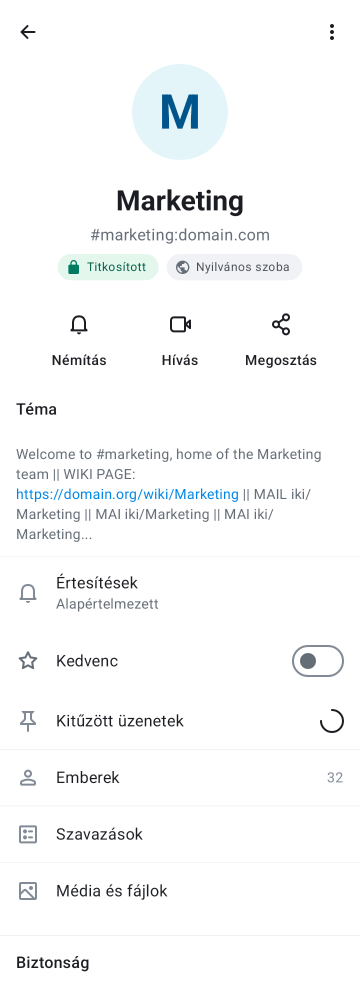 M
Marketing
#marketing:domain.com
Titkosított
Nyilvános szoba
Némítás
Hívás
Megosztás
Téma
Welcome to #marketing, home of the Marketing
team || WIKI PAGE:
https://domain.org/wiki/Marketing || MAIL iki/
Marketing || MAI iki/Marketing || MAI iki/
Marketing...
Értesítések
Alapértelmezett
Kedvenc
Kitűzött üzenetek
Emberek
32
Szavazások
Média és fájlok
Biztonság